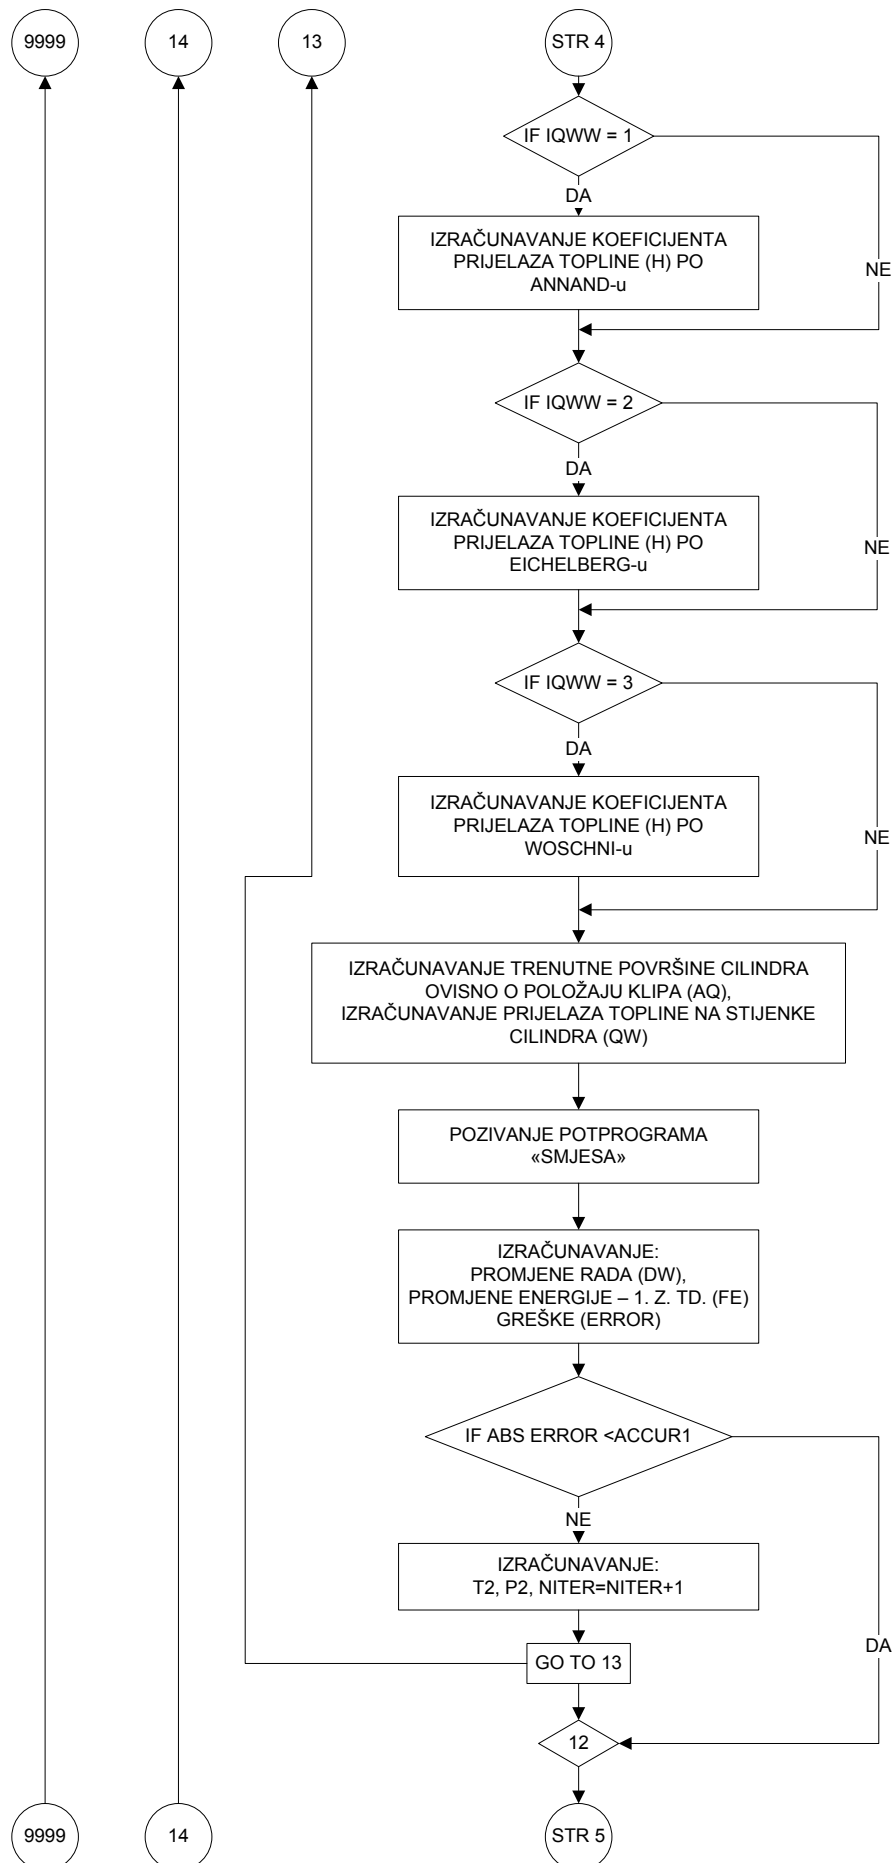 9999
14
13
STR 4
IF IQWW = 1
DA
NE
IZRAČUNAVANJE KOEFICIJENTA
PRIJELAZA TOPLINE (H) PO
ANNAND-u
IF IQWW = 2
DA
NE
IZRAČUNAVANJE KOEFICIJENTA
PRIJELAZA TOPLINE (H) PO
EICHELBERG-u
IF IQWW = 3
DA
NE
IZRAČUNAVANJE KOEFICIJENTA
PRIJELAZA TOPLINE (H) PO
WOSCHNI-u
IZRAČUNAVANJE TRENUTNE POVRŠINE CILINDRA
OVISNO O POLOŽAJU KLIPA (AQ),
IZRAČUNAVANJE PRIJELAZA TOPLINE NA STIJENKE
CILINDRA (QW)
POZIVANJE POTPROGRAMA
«SMJESA»
IZRAČUNAVANJE:
PROMJENE RADA (DW),
PROMJENE ENERGIJE – 1. Z. TD. (FE)
GREŠKE (ERROR)
IF ABS ERROR <ACCUR1
NE
IZRAČUNAVANJE:
T2, P2, NITER=NITER+1
DA
GO TO 13
12
9999
14
STR 5